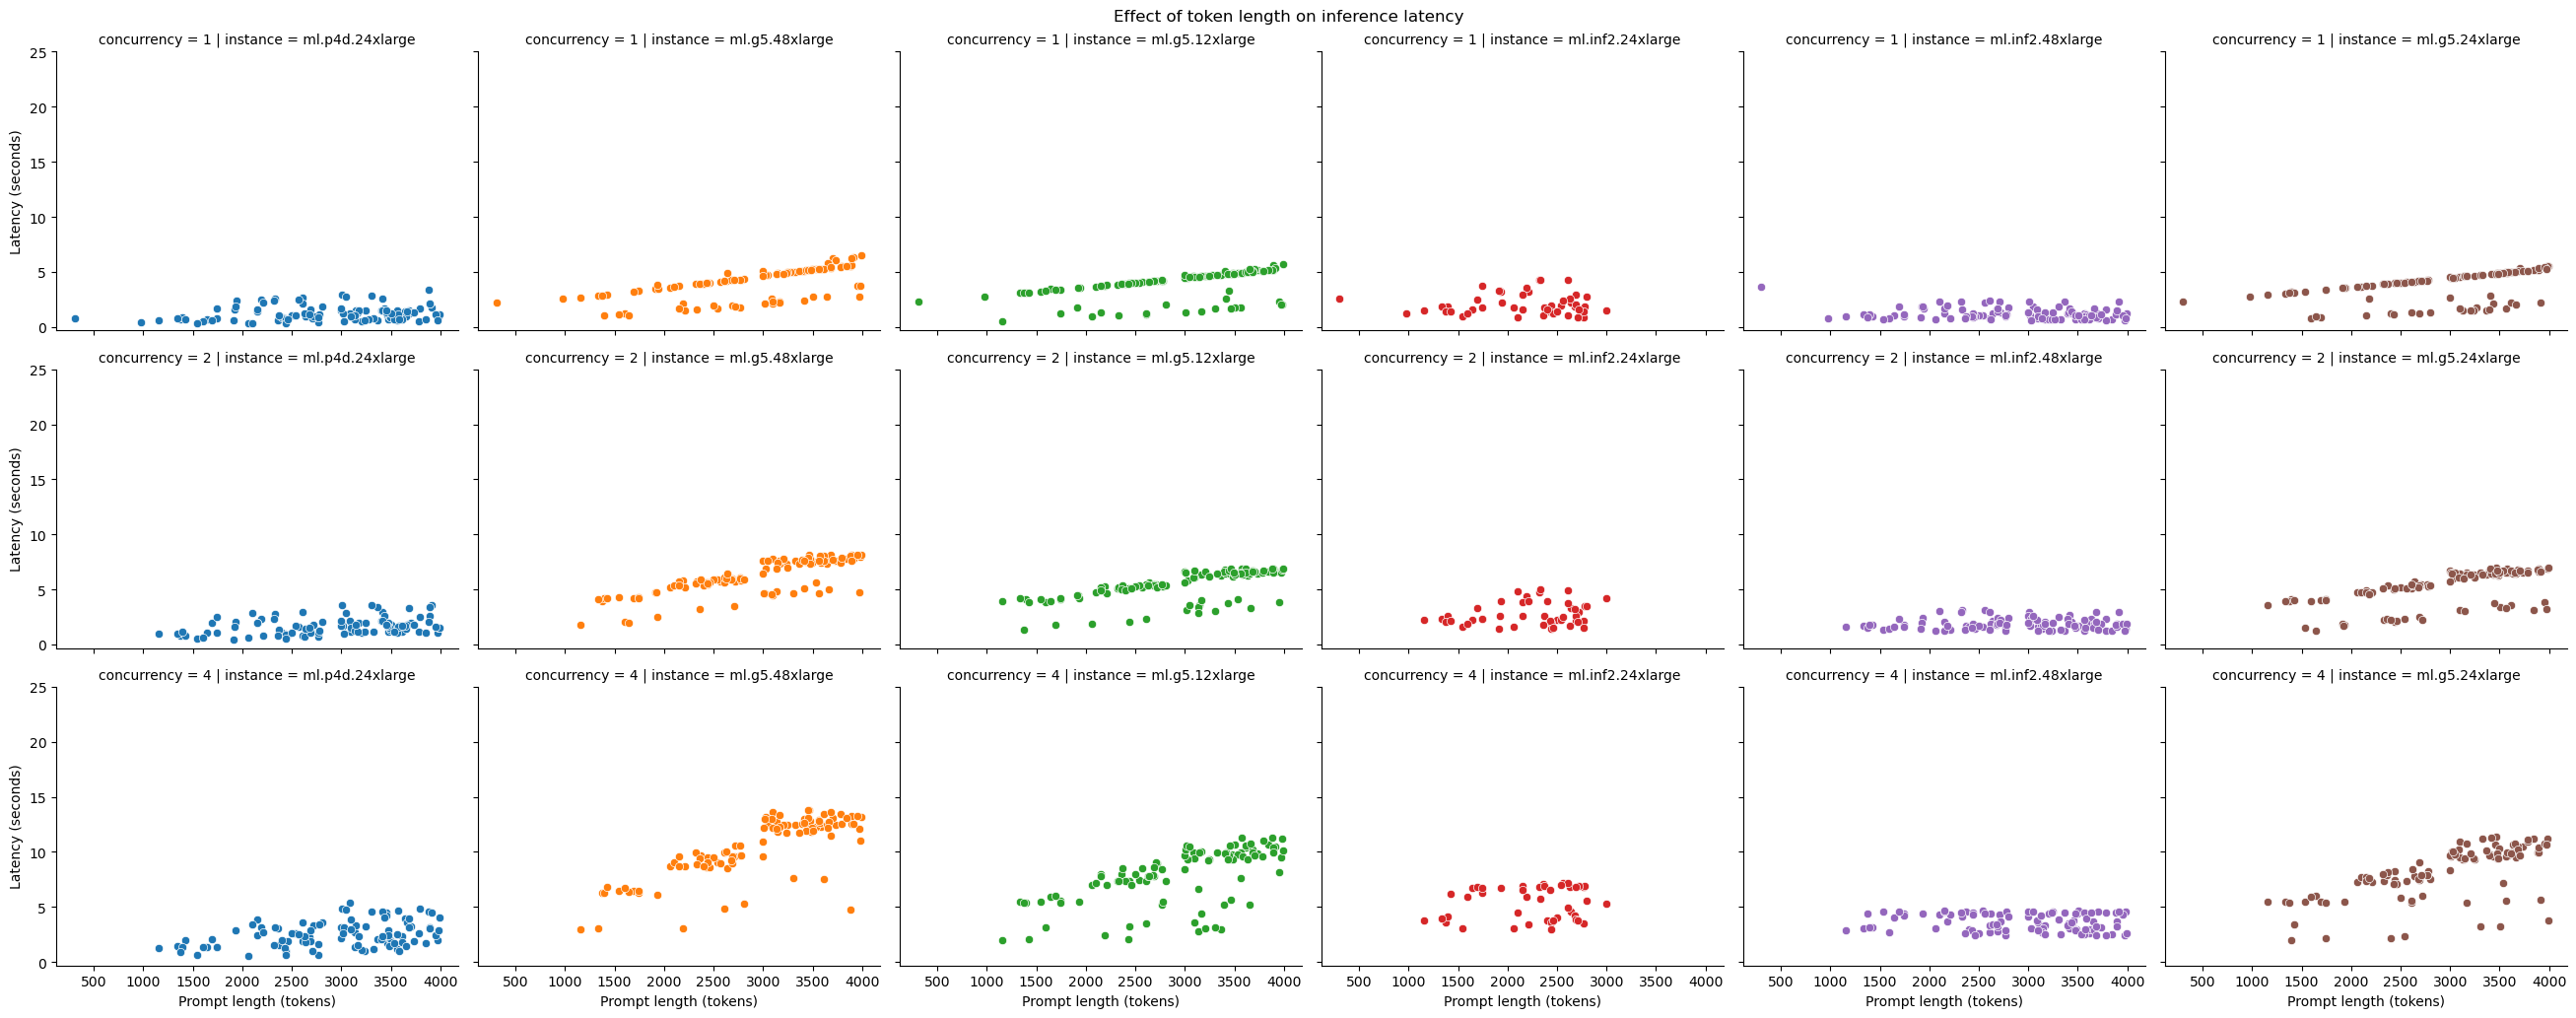 Effect of token length on inference latency
concurrency = 1 | instance = ml.p4d.24xlarge
concurrency = 1 | instance = ml.g5.48xlarge
concurrency = 1 | instance = ml.g5.12xlarge
concurrency = 1 | instance = ml.inf2.24xlarge
concurrency = 1 | instance = ml.inf2.48xlarge
concurrency = 1 | instance = ml.g5.24xlarge
25
20
15
10
5
0
Latency (seconds)
concurrency = 2 | instance = ml.p4d.24xlarge
concurrency = 2 | instance = ml.g5.48xlarge
concurrency = 2 | instance = ml.g5.12xlarge
concurrency = 2 | instance = ml.inf2.24xlarge
concurrency = 2 | instance = ml.inf2.48xlarge
concurrency = 2 | instance = ml.g5.24xlarge
25
20
15
10
5
0
Latency (seconds)
concurrency = 4 | instance = ml.p4d.24xlarge
concurrency = 4 | instance = ml.g5.48xlarge
concurrency = 4 | instance = ml.g5.12xlarge
concurrency = 4 | instance = ml.inf2.24xlarge
concurrency = 4 | instance = ml.inf2.48xlarge
concurrency = 4 | instance = ml.g5.24xlarge
25
20
15
10
5
0
Latency (seconds)
500 1000 1500 2000 2500 3000 3500 4000
500 1000 1500 2000 2500 3000 3500 4000
500 1000 1500 2000 2500 3000 3500 4000
500 1000 1500 2000 2500 3000 3500 4000
500 1000 1500 2000 2500 3000 3500 4000
500 1000 1500 2000 2500 3000 3500 4000
Prompt length (tokens)
Prompt length (tokens)
Prompt length (tokens)
Prompt length (tokens)
Prompt length (tokens)
Prompt length (tokens)